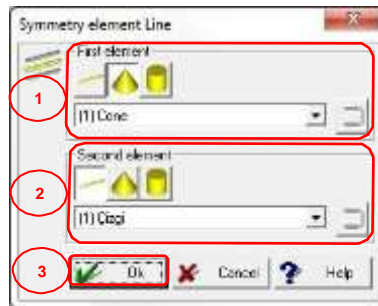 Symmetry element Line
First element
1
(1) Cone
Second element
2
(1) Çizgi
3 Ok Cancel Help